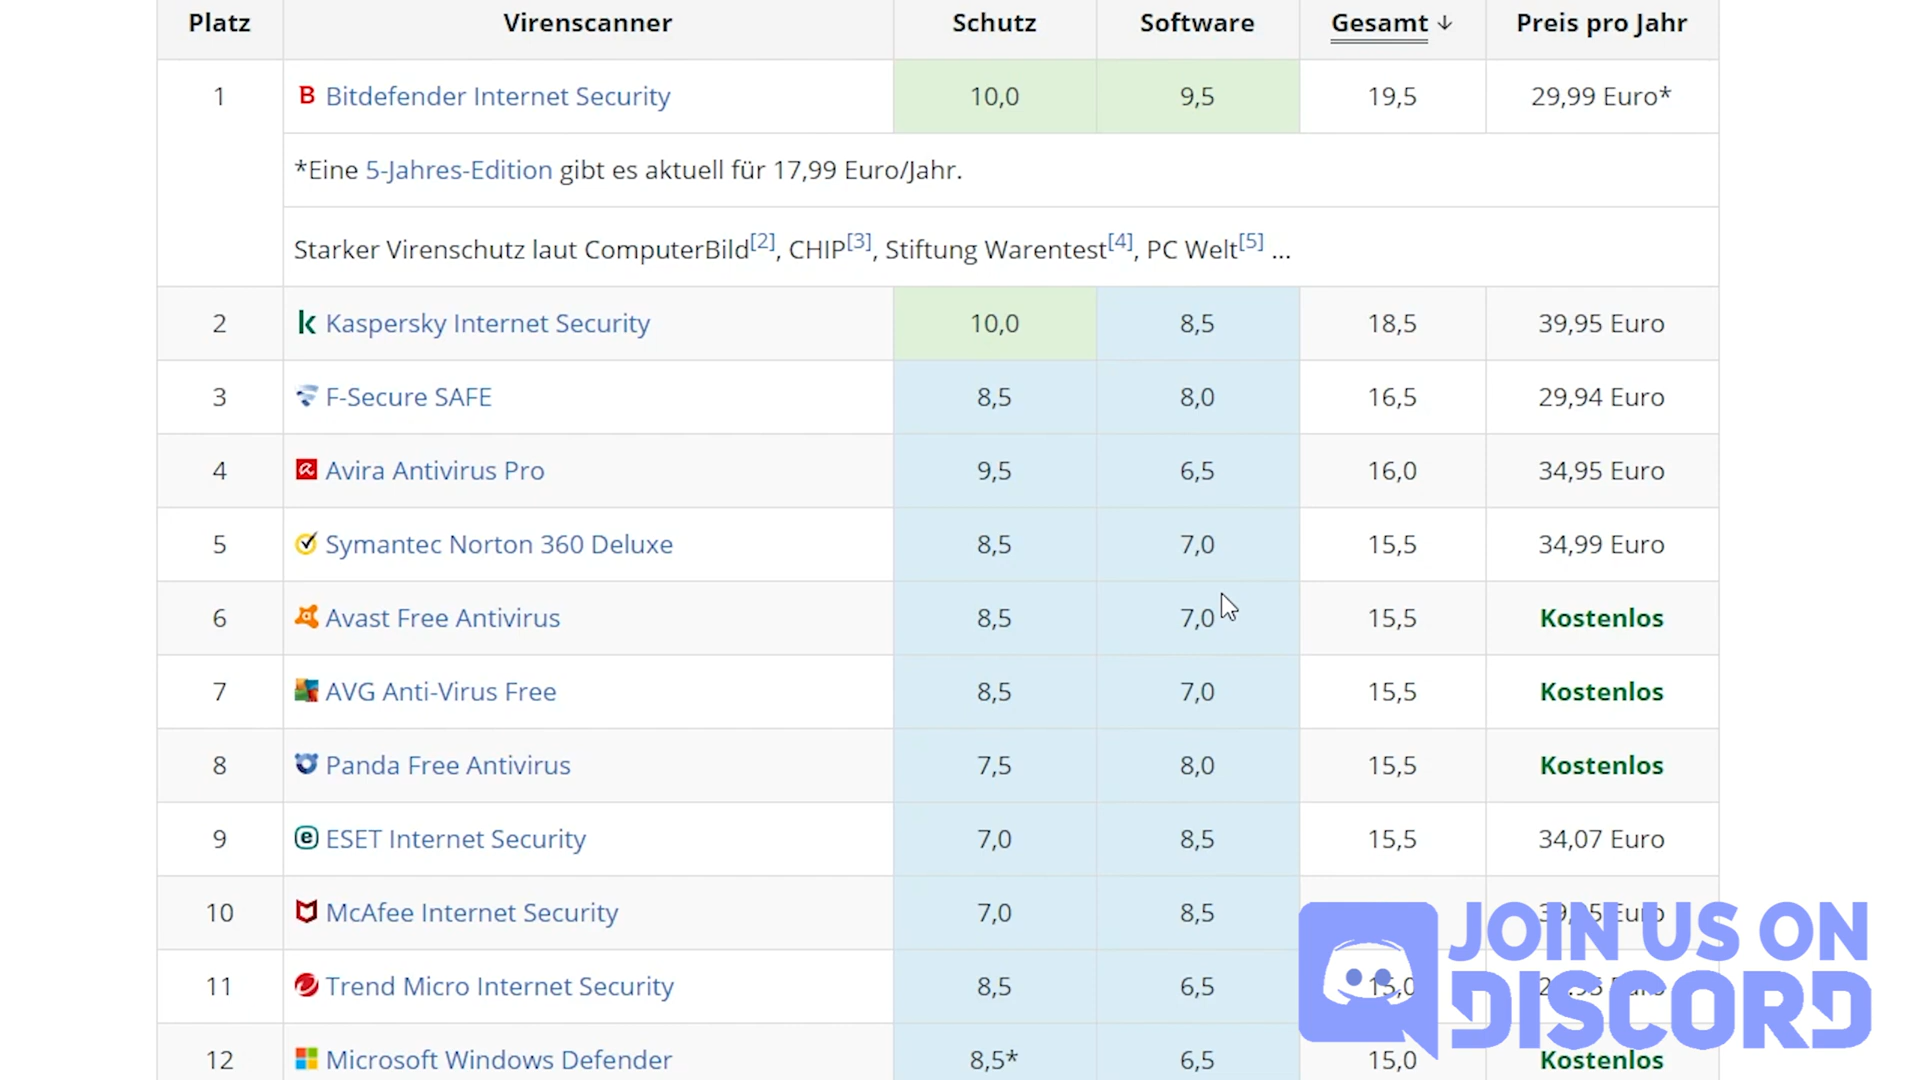 Platz Virenscanner Schutz Software Gesamt ↓ Preis pro Jahr
1 Bitdefender Internet Security 10,0 9,5 19,5 29,99 Euro*
*Eine 5-Jahres-Edition gibt es aktuell für 17,99 Euro/Jahr.
Starker Virenschutz laut ComputerBild[2], CHIP[3], Stiftung Warentest[4], PC Welt[5] ...
2 Kaspersky Internet Security 10,0 8,5 18,5 39,95 Euro
3 F-Secure SAFE 8,5 8,0 16,5 29,94 Euro
4 Avira Antivirus Pro 9,5 6,5 16,0 34,95 Euro
5 Symantec Norton 360 Deluxe 8,5 7,0 15,5 34,99 Euro
6 Avast Free Antivirus 8,5 7,0 15,5 Kostenlos
7 AVG Anti-Virus Free 8,5 7,0 15,5 Kostenlos
8 Panda Free Antivirus 7,5 8,0 15,5 Kostenlos
9 ESET Internet Security 7,0 8,5 15,5 34,07 Euro
10 McAfee Internet Security 7,0 8,5 Euro
11 Trend Micro Internet Security 8,5 6,5 15,0
12 Microsoft Windows Defender 8,5* 6,5 15,0 Kostenlos
JOIN US ON
DISCORD